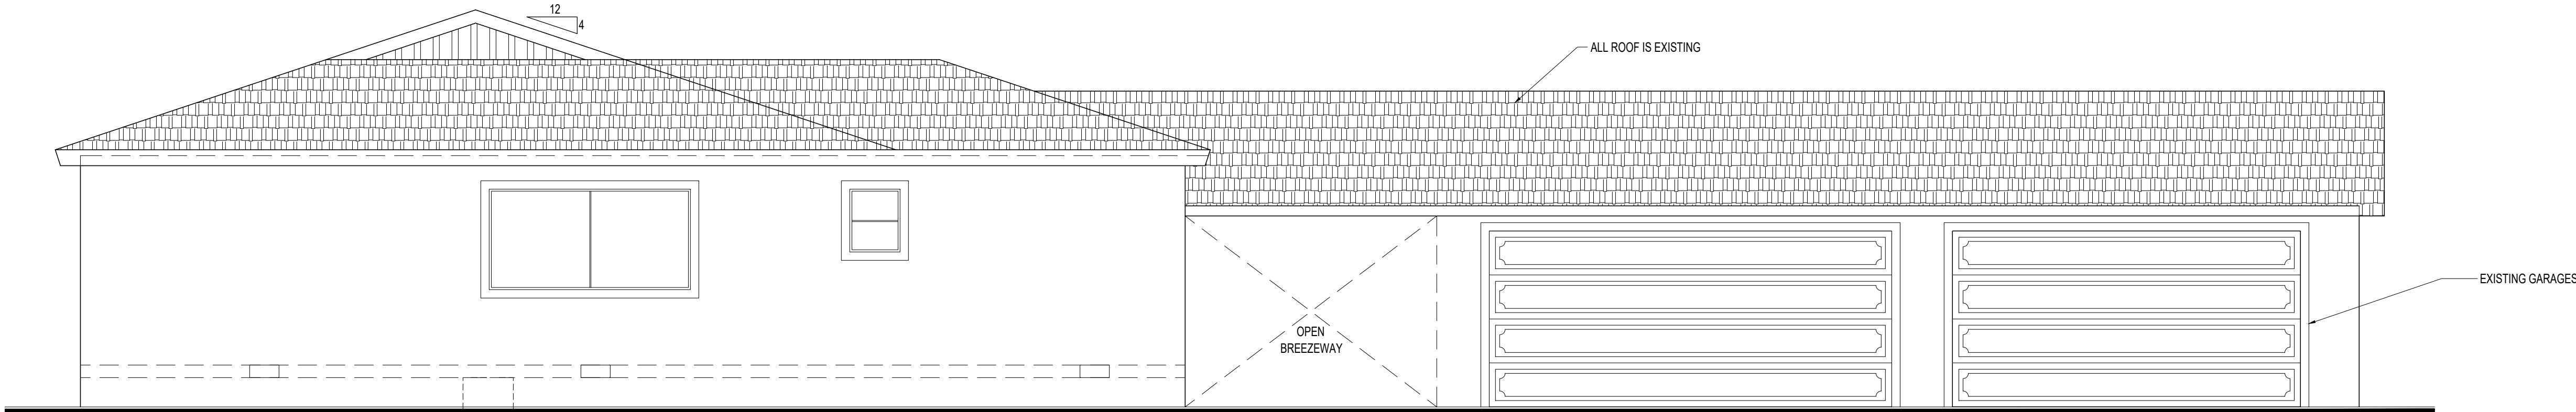 12
4
ALL ROOF IS EXISTING
EXISTING GARAGES
OPEN
BREEZEWAY